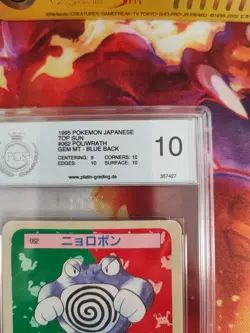 1995 POKEMON JAPANESE
TOP SUN
#062 POLIWRATH
GEM MT - BLUE BACK
CENTERING: 9 CORNERS: 10
EDGES: 10 SURFACE: 10
www.platin-grading.de
10
357427
PGS
062 ニョロボン